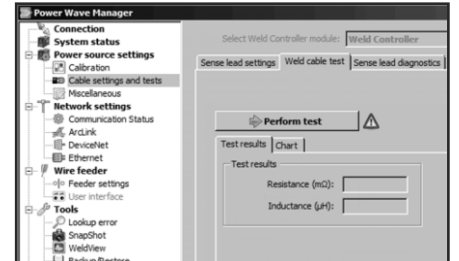 Power Wave Manager
Connection
System status
Power source settings
Calibration
Cable settings and tests
Miscellaneous
Network settings
Communication Status
ArcLink
DeviceNet
Ethernet
Wire feeder
Feeder settings
User interface
Tools
Lookup error
SnapShot
WeldView
Backup/Restore
Select Weld Controller module: Weld Controller
Sense lead settings Weld cable test Sense lead diagnostics
Perform test
Test results Chart
Test results
Resistance (mΩ):
Inductance (µH):